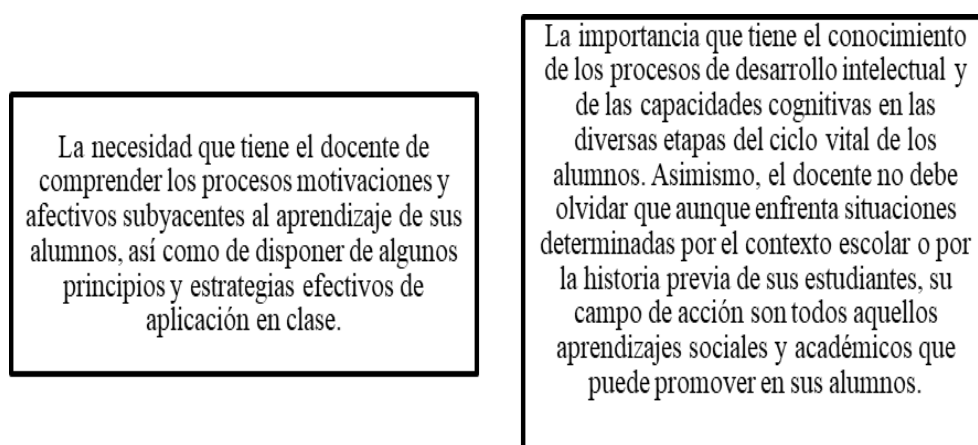 La necesidad que tiene el docente de
comprender los procesos motivaciones y
afectivos subyacentes al aprendizaje de sus
alumnos, así como de disponer de algunos
principios y estrategias efectivos de
aplicación en clase.
La importancia que tiene el conocimiento
de los procesos de desarrollo intelectual y
de las capacidades cognitivas en las
diversas etapas del ciclo vital de los
alumnos. Asimismo, el docente no debe
olvidar que aunque enfrenta situaciones
determinadas por el contexto escolar o por
la historia previa de sus estudiantes, su
campo de acción son todos aquellos
aprendizajes sociales y académicos que
puede promover en sus alumnos.